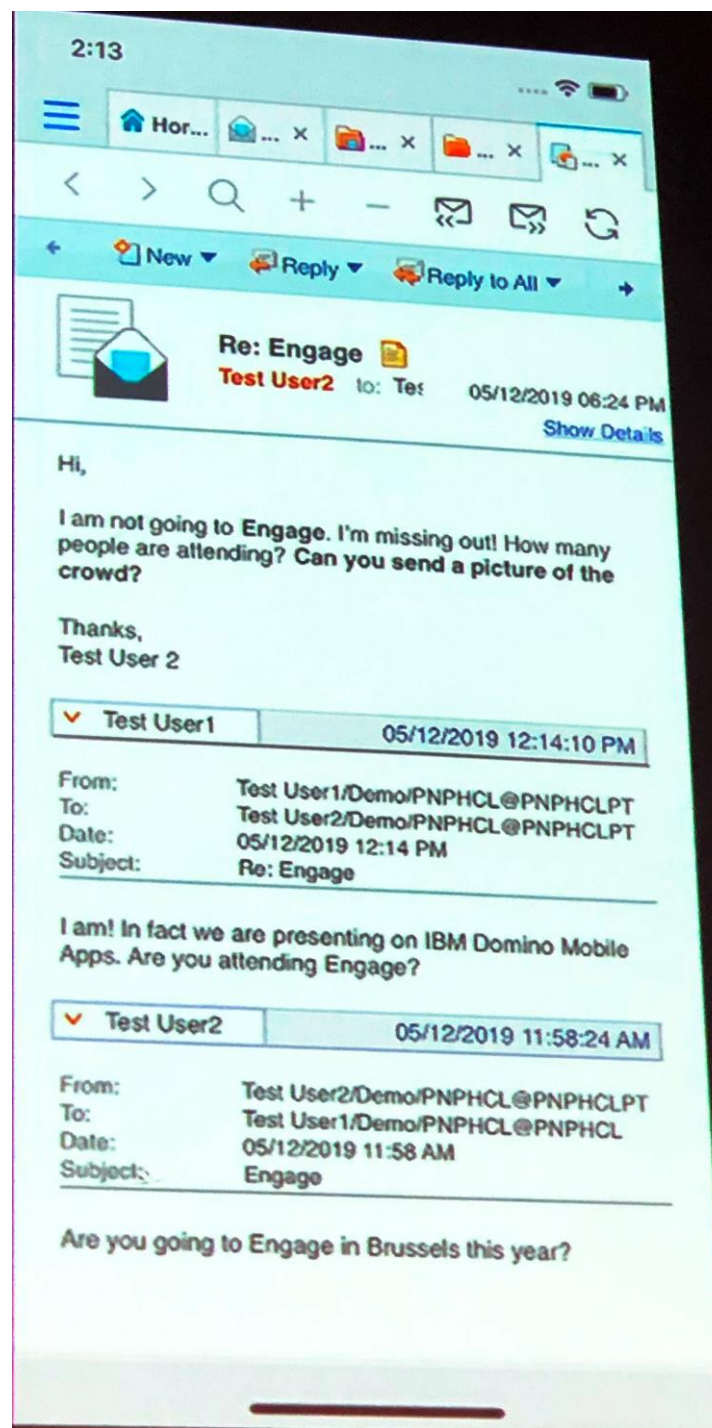 2:13
Hor...
...
...
...
...
New
Reply
Reply to All
Re: Engage
Test User2 to: Tes 05/12/2019 06:24 PM
Show Details
Hi,
I am not going to Engage. I'm missing out! How many
people are attending? Can you send a picture of the
crowd?
Thanks,
Test User 2
Test User1 05/12/2019 12:14:10 PM
From: Test User1/Demo/PNPHCL@PNPHCLPT
To: Test User2/Demo/PNPHCL@PNPHCLPT
Date: 05/12/2019 12:14 PM
Subject: Re: Engage
I am! In fact we are presenting on IBM Domino Mobile
Apps. Are you attending Engage?
Test User2 05/12/2019 11:58:24 AM
From: Test User2/Demo/PNPHCL@PNPHCLPT
To: Test User1/Demo/PNPHCL@PNPHCL
Date: 05/12/2019 11:58 AM
Subject: Engage
Are you going to Engage in Brussels this year?